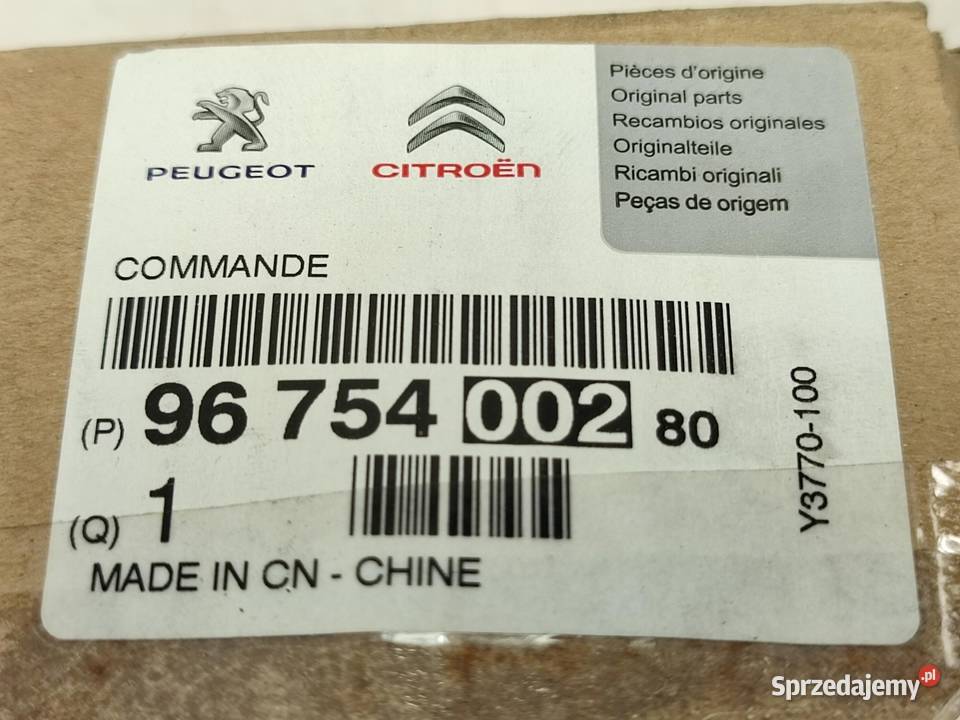 PEUGEOT
CITROËN
Pièces d'origine
Original parts
Recambios originales
Originalteile
Ricambi originali
Peças de origem
COMMANDE
(P) 96 754 002 80
(Q) 1
MADE IN CN - CHINE
Y3770-100
Sprzedajemy.pl